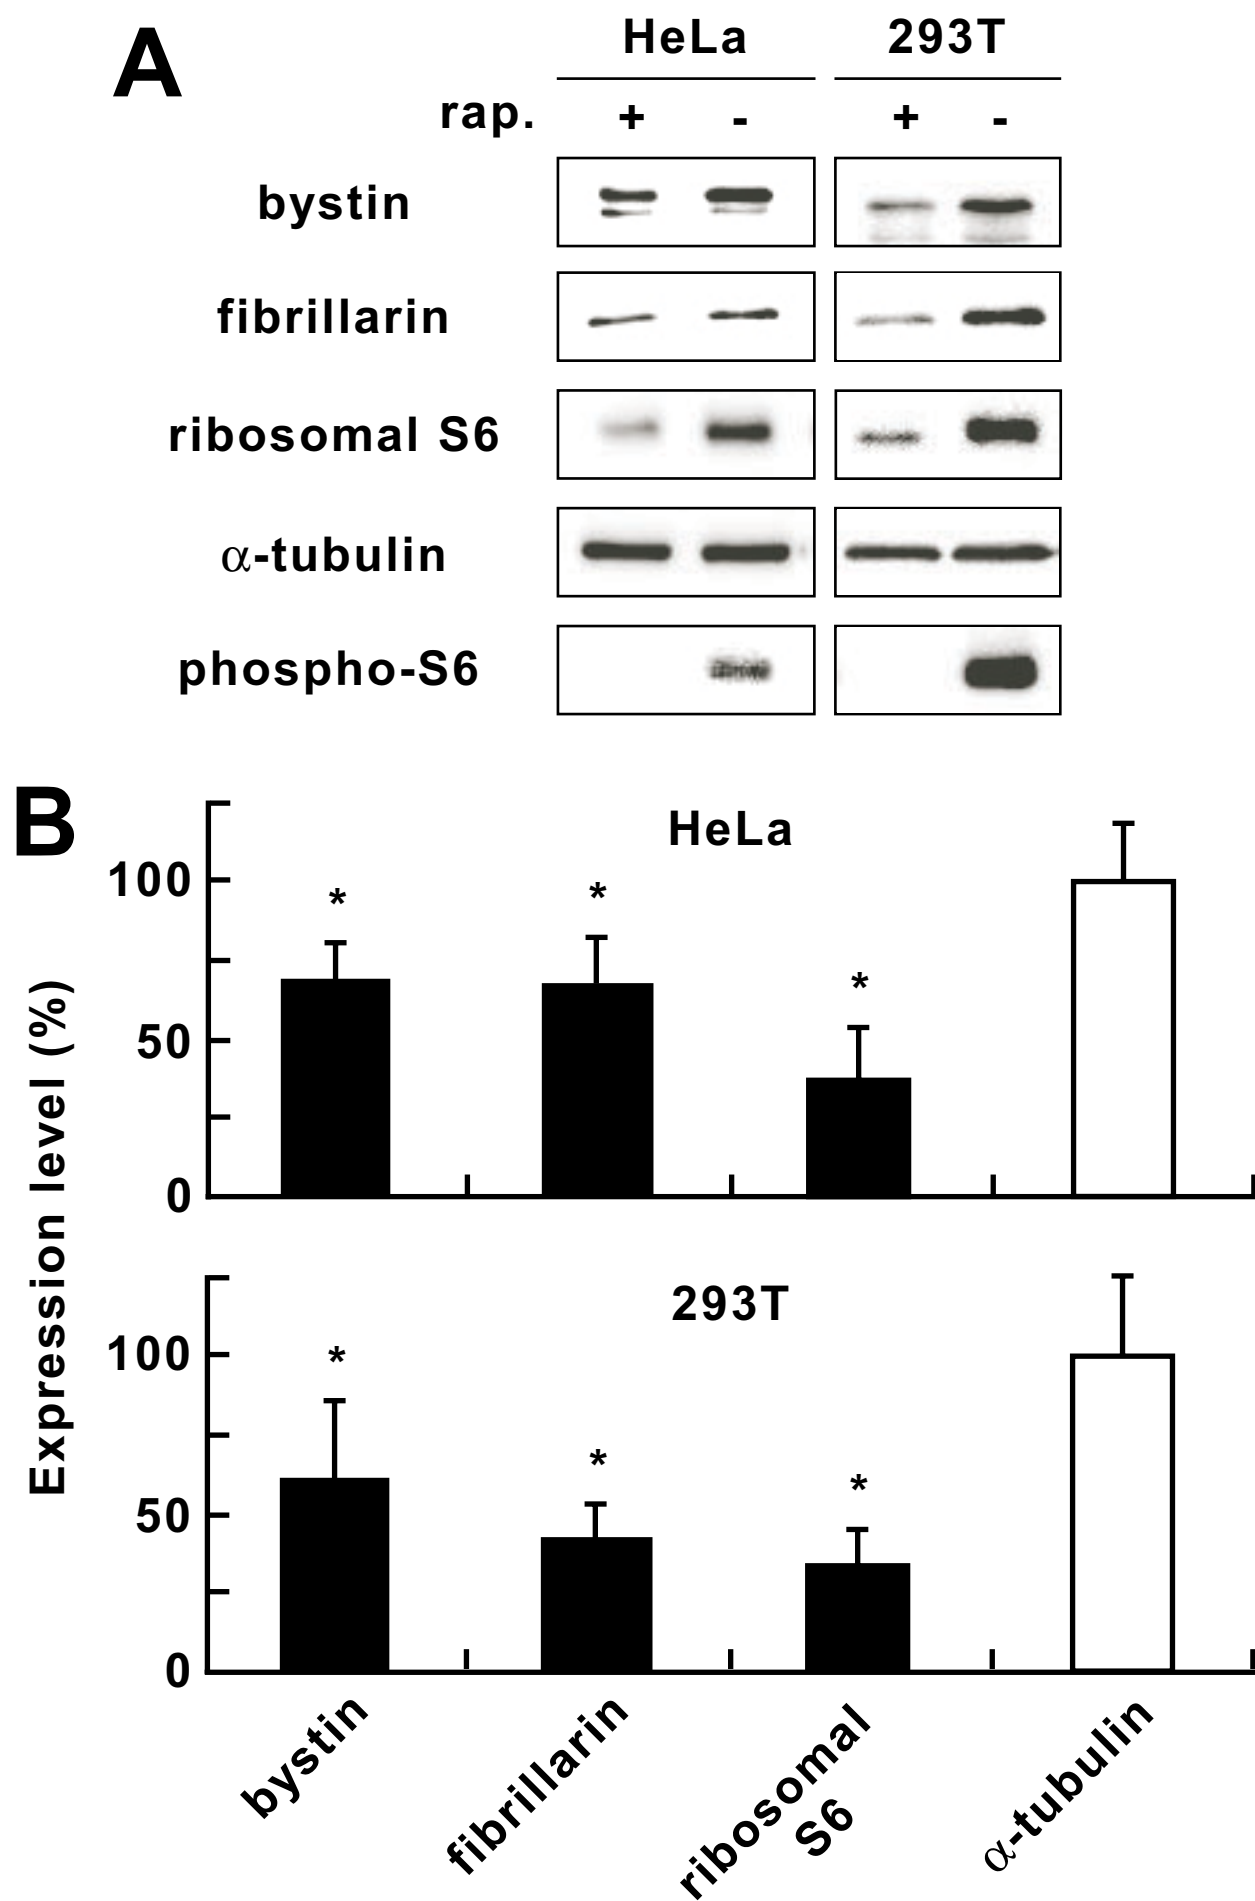 A
HeLa 293T
rap. + - + -
bystin
fibrillarin
ribosomal S6
α-tubulin
phospho-S6
B
Expression level (%)
HeLa
100
50
0
* * *
293T
100
50
0
* * *
bystin
fibrillarin
ribosomal
S6
α-tubulin